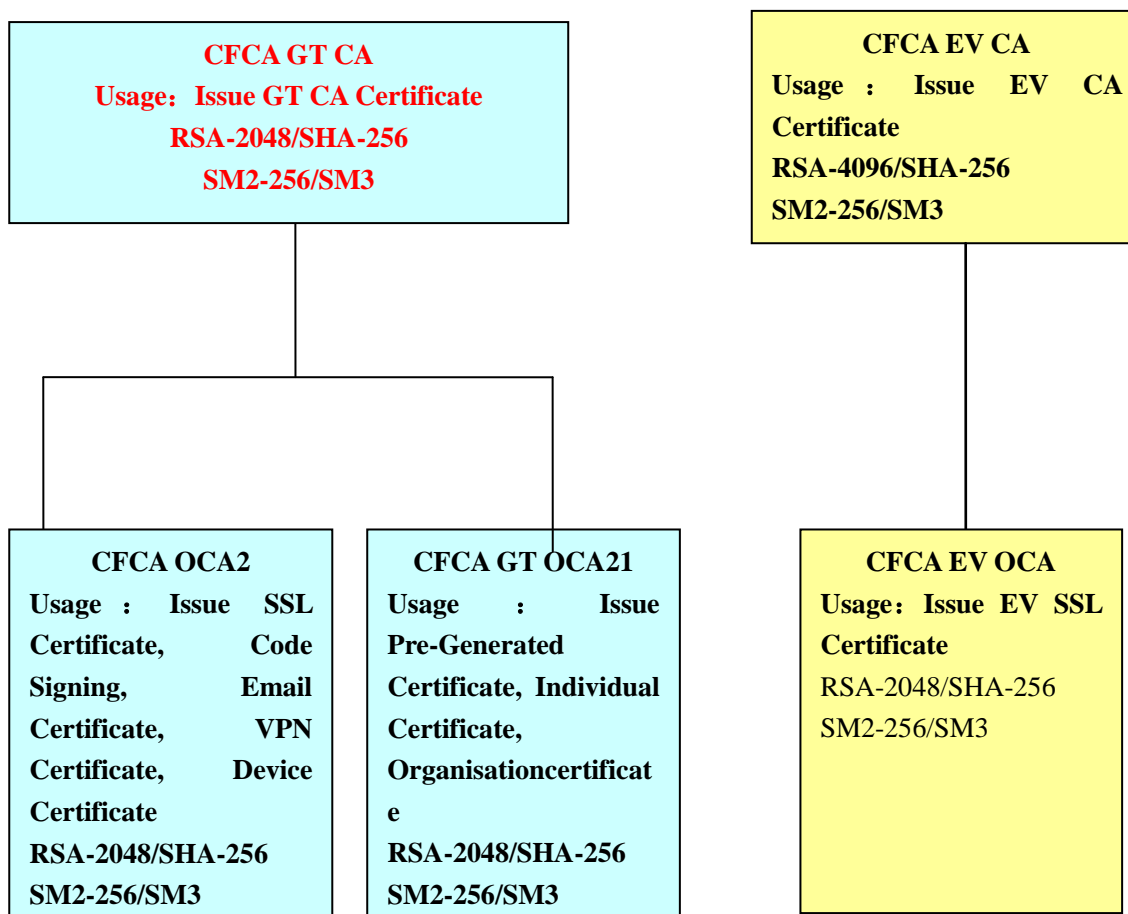 CFCA GT CA
Usage：Issue GT CA Certificate
RSA-2048/SHA-256
SM2-256/SM3
CFCA EV CA
Usage ： Issue EV CA
Certificate
RSA-4096/SHA-256
SM2-256/SM3
CFCA OCA2
Usage ： Issue SSL
Certificate, Code
Signing, Email
Certificate, VPN
Certificate, Device
Certificate
RSA-2048/SHA-256
SM2-256/SM3
CFCA GT OCA21
Usage ： Issue
Pre-Generated
Certificate, Individual
Certificate,
Organisationcertificat
e
RSA-2048/SHA-256
SM2-256/SM3
CFCA EV OCA
Usage：Issue EV SSL
Certificate
RSA-2048/SHA-256
SM2-256/SM3